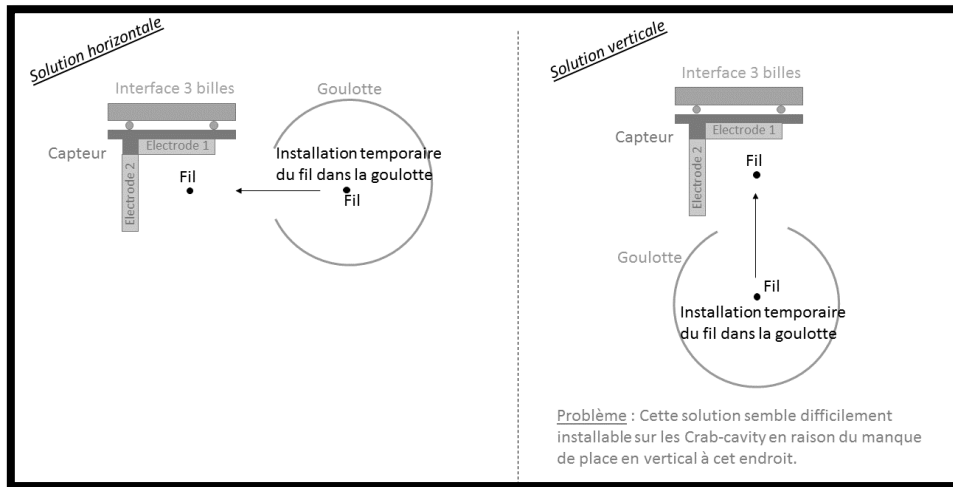 Solution horizontale
Interface 3 billes
Goulotte
Capteur
Electrode 1
Electrode 2
Fil
Installation temporaire
du fil dans la goulotte
Fil
Solution verticale
Interface 3 billes
Capteur
Electrode 1
Electrode 2
Fil
Goulotte
Fil
Installation temporaire
du fil dans la goulotte
Problème : Cette solution semble difficilement
installable sur les Crab-cavity en raison du manque
de place en vertical à cet endroit.